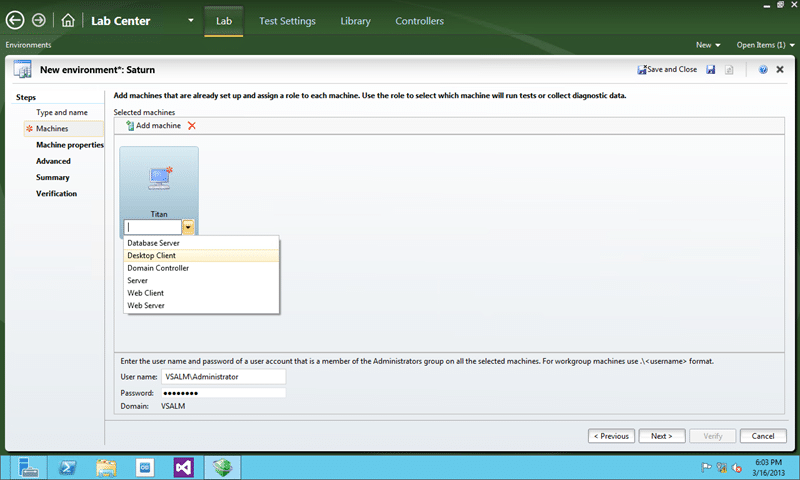 Lab Center
Lab
Test Settings
Library
Controllers
Environments
New
Open Items (1)
New environment*: Saturn
Save and Close
Steps
Type and name
Machines
Machine properties
Advanced
Summary
Verification
Add machines that are already set up and assign a role to each machine. Use the role to select which machine will run tests or collect diagnostic data.
Selected machines
Add machine
Titan
Database Server
Desktop Client
Domain Controller
Server
Web Client
Web Server
Enter the user name and password of a user account that is a member of the Administrators group on all the selected machines. For workgroup machines use .\<username> format.
User name: VSALM\Administrator
Password: ●●●●●●●●
Domain: VSALM
< Previous
Next >
Verify
Cancel
6:03 PM
3/16/2013